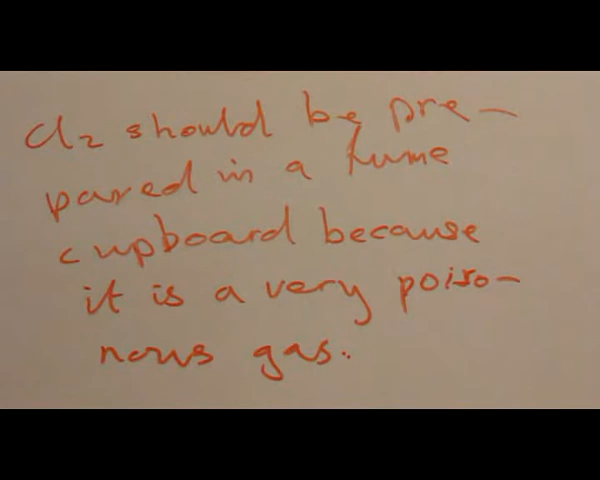 Cl2 should be pre-
pared in a fume
cupboard because
it is a very poiso-
nous gas.